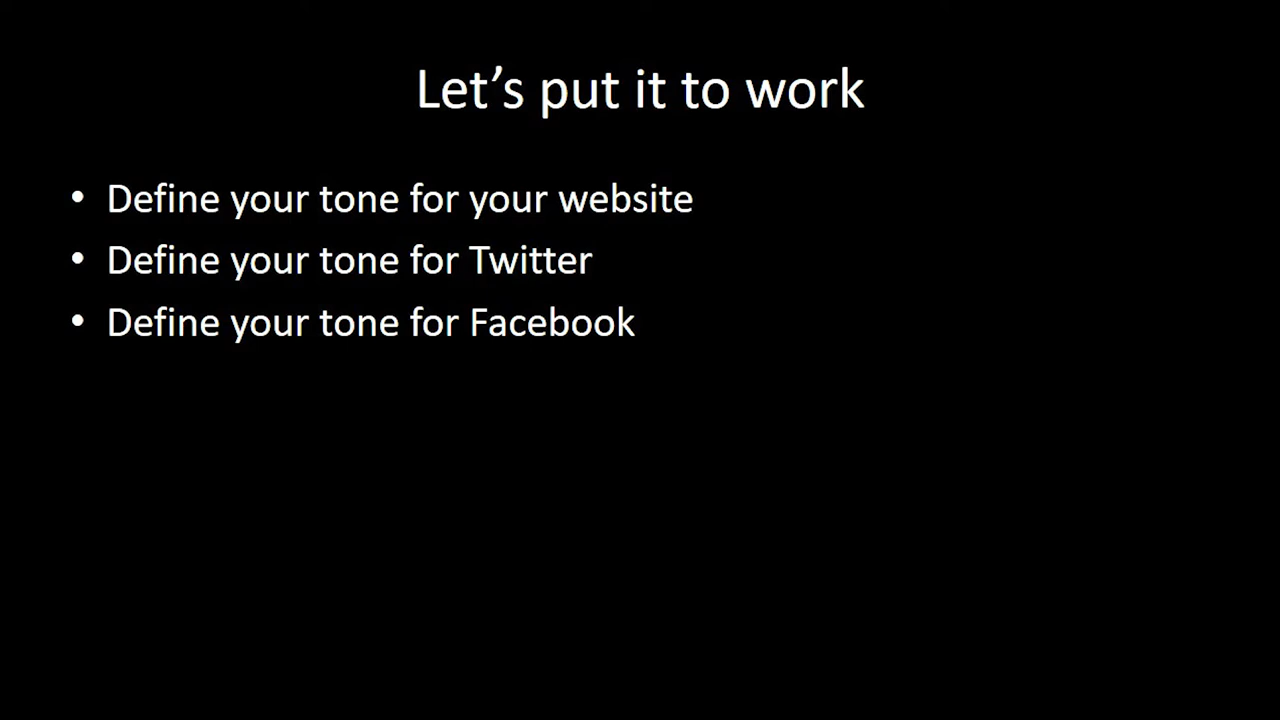 Let’s put it to work
• Define your tone for your website
• Define your tone for Twitter
• Define your tone for Facebook